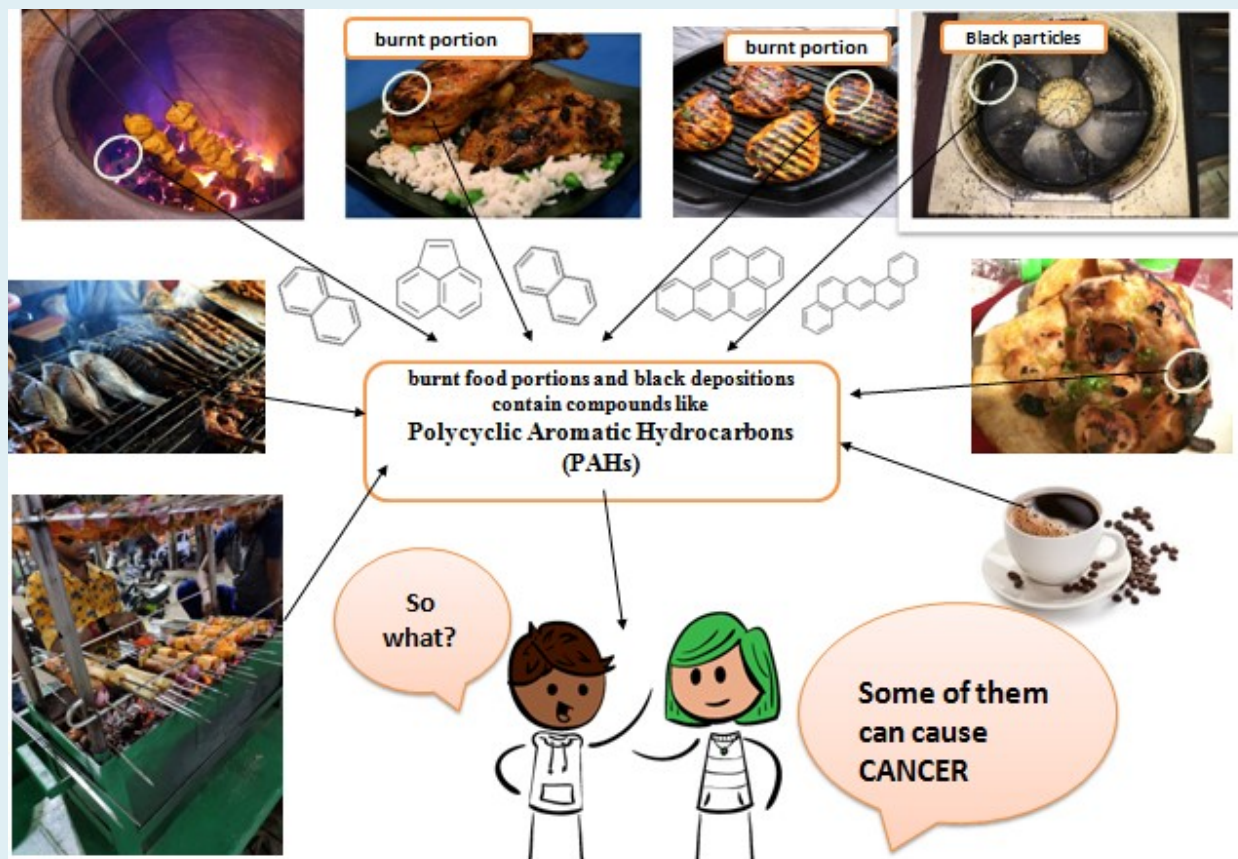 burnt portion
burnt portion
Black particles
burnt food portions and black depositions
contain compounds like
Polycyclic Aromatic Hydrocarbons
(PAHs)
So
what?
Some of them
can cause
CANCER